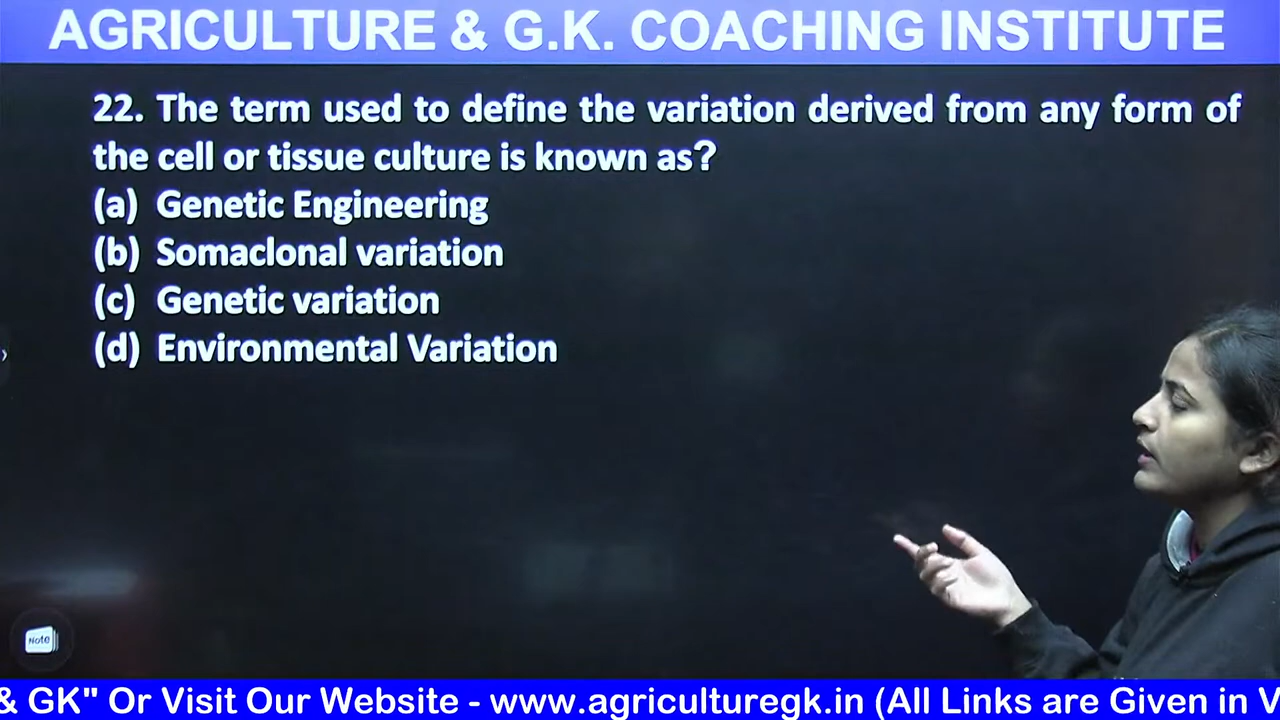 AGRICULTURE & G.K. COACHING INSTITUTE
22. The term used to define the variation derived from any form of
the cell or tissue culture is known as?
(a) Genetic Engineering
(b) Somaclonal variation
(c) Genetic variation
(d) Environmental Variation
Note
& GK" Or Visit Our Website - www.agriculturegk.in (All Links are Given in V